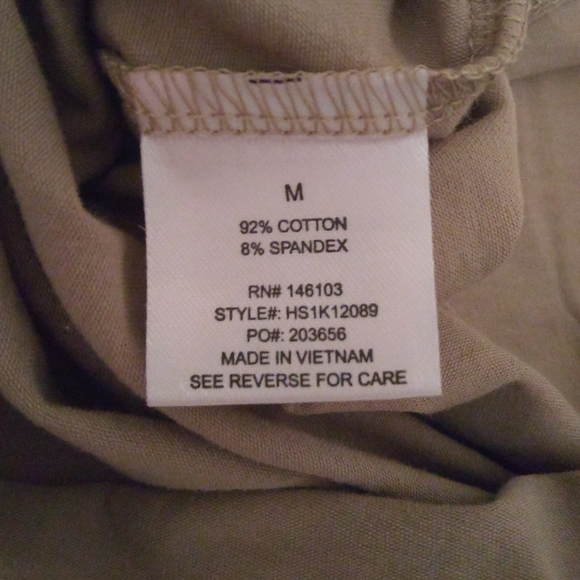 M
92% COTTON
8% SPANDEX
RN# 146103
STYLE#: HS1K12089
PO#: 203656
MADE IN VIETNAM
SEE REVERSE FOR CARE